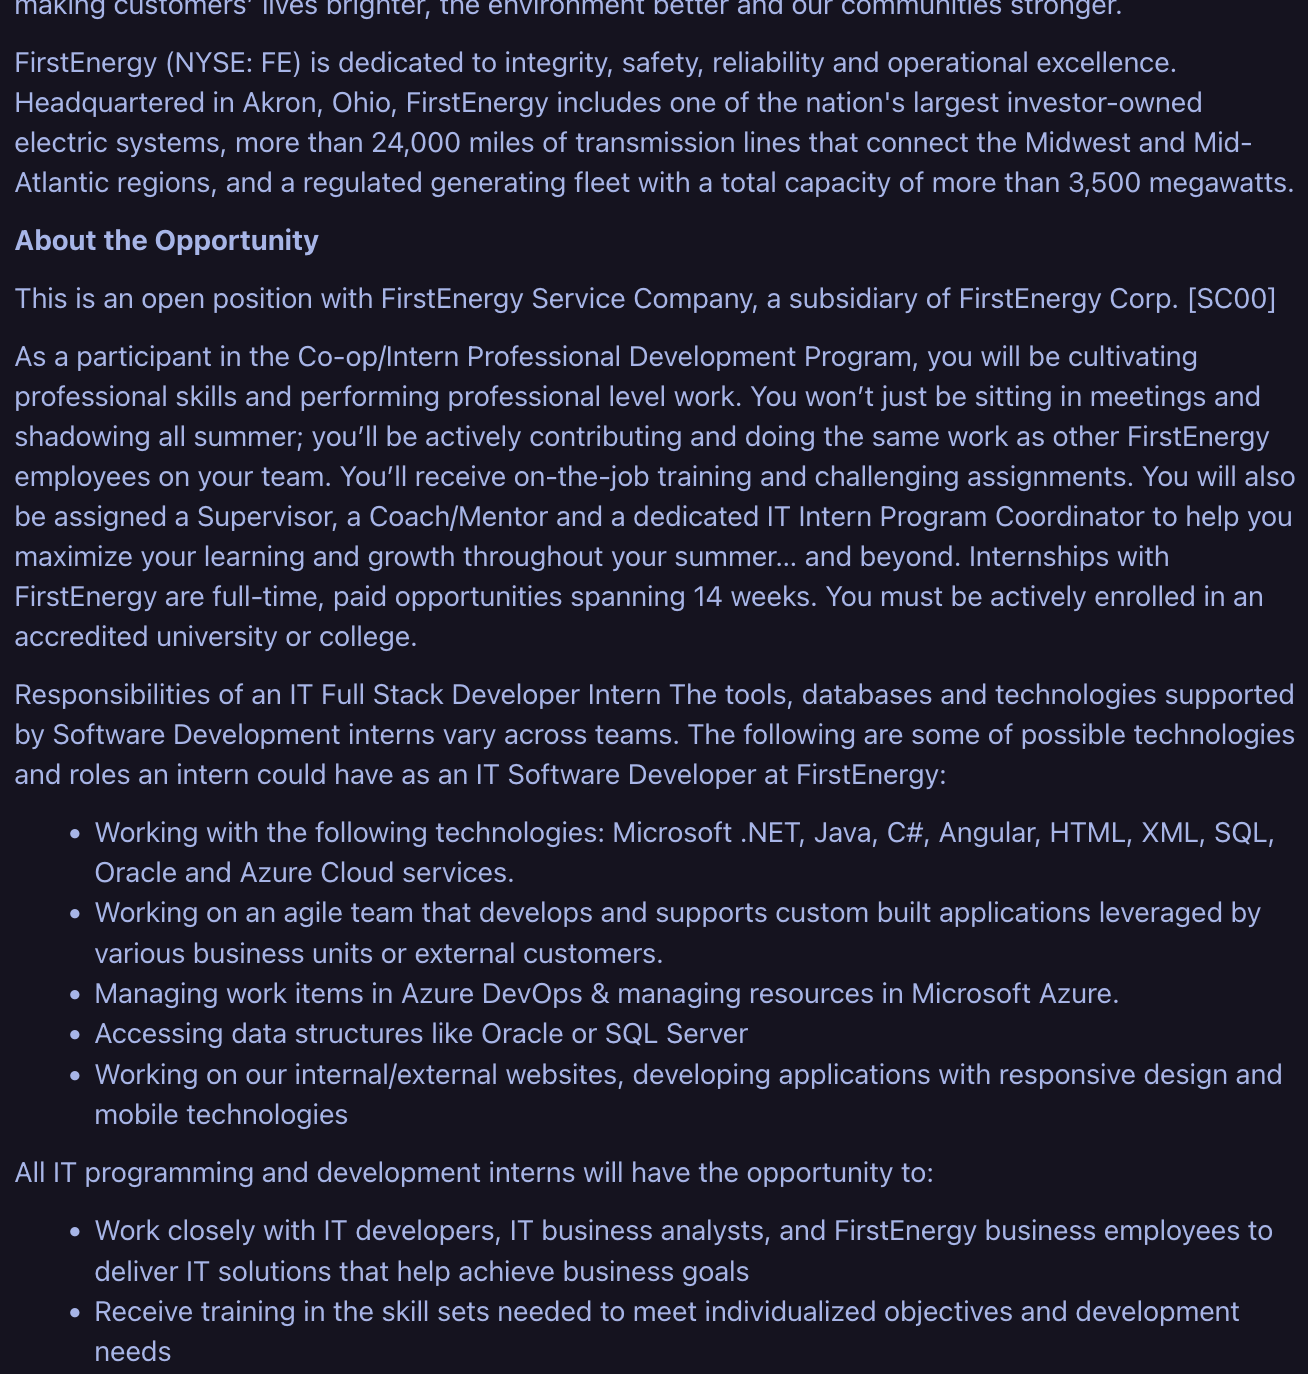 making customers’ lives brighter, the environment better and our communities stronger.
FirstEnergy (NYSE: FE) is dedicated to integrity, safety, reliability and operational excellence.
Headquartered in Akron, Ohio, FirstEnergy includes one of the nation's largest investor-owned
electric systems, more than 24,000 miles of transmission lines that connect the Midwest and Mid-
Atlantic regions, and a regulated generating fleet with a total capacity of more than 3,500 megawatts.
About the Opportunity
This is an open position with FirstEnergy Service Company, a subsidiary of FirstEnergy Corp. [SC00]
As a participant in the Co-op/Intern Professional Development Program, you will be cultivating
professional skills and performing professional level work. You won’t just be sitting in meetings and
shadowing all summer; you’ll be actively contributing and doing the same work as other FirstEnergy
employees on your team. You’ll receive on-the-job training and challenging assignments. You will also
be assigned a Supervisor, a Coach/Mentor and a dedicated IT Intern Program Coordinator to help you
maximize your learning and growth throughout your summer... and beyond. Internships with
FirstEnergy are full-time, paid opportunities spanning 14 weeks. You must be actively enrolled in an
accredited university or college.
Responsibilities of an IT Full Stack Developer Intern The tools, databases and technologies supported
by Software Development interns vary across teams. The following are some of possible technologies
and roles an intern could have as an IT Software Developer at FirstEnergy:
• Working with the following technologies: Microsoft .NET, Java, C#, Angular, HTML, XML, SQL,
Oracle and Azure Cloud services.
• Working on an agile team that develops and supports custom built applications leveraged by
various business units or external customers.
• Managing work items in Azure DevOps & managing resources in Microsoft Azure.
• Accessing data structures like Oracle or SQL Server
• Working on our internal/external websites, developing applications with responsive design and
mobile technologies
All IT programming and development interns will have the opportunity to:
• Work closely with IT developers, IT business analysts, and FirstEnergy business employees to
deliver IT solutions that help achieve business goals
• Receive training in the skill sets needed to meet individualized objectives and development
needs